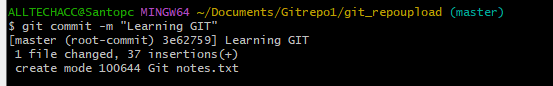 ALLTECHACC@Santopc MINGW64 ~/Documents/Gitrepo1/git_repoupload (master)
$ git commit -m "Learning GIT"
[master (root-commit) 3e62759] Learning GIT
 1 file changed, 37 insertions(+)
 create mode 100644 Git notes.txt